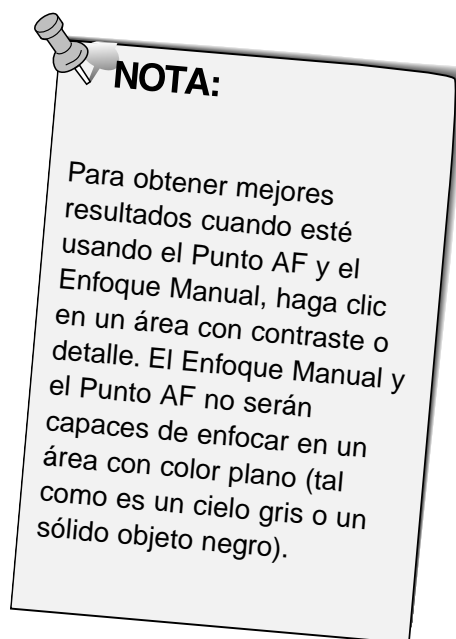 NOTA:
Para obtener mejores
resultados cuando esté
usando el Punto AF y el
Enfoque Manual, haga clic
en un área con contraste o
detalle. El Enfoque Manual y
el Punto AF no serán
capaces de enfocar en un
área con color plano (tal
como es un cielo gris o un
sólido objeto negro).